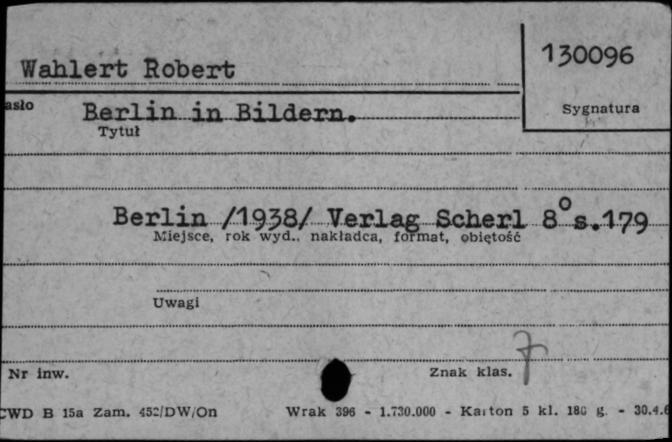 130096
Wahlert Robert
asło Berlin in Bildern.
Sygnatura
Tytuł
Berlin /1938/ Verlag Scherl 8° s.179
Miejsce, rok wyd., nakładca, format, objętość
Uwagi
7
Nr inw. Znak klas.
CWD B 15a Zam. 452/DW/On Wrak 396 - 1.730.000 - Karton 5 kl. 180 g. - 30.4.6